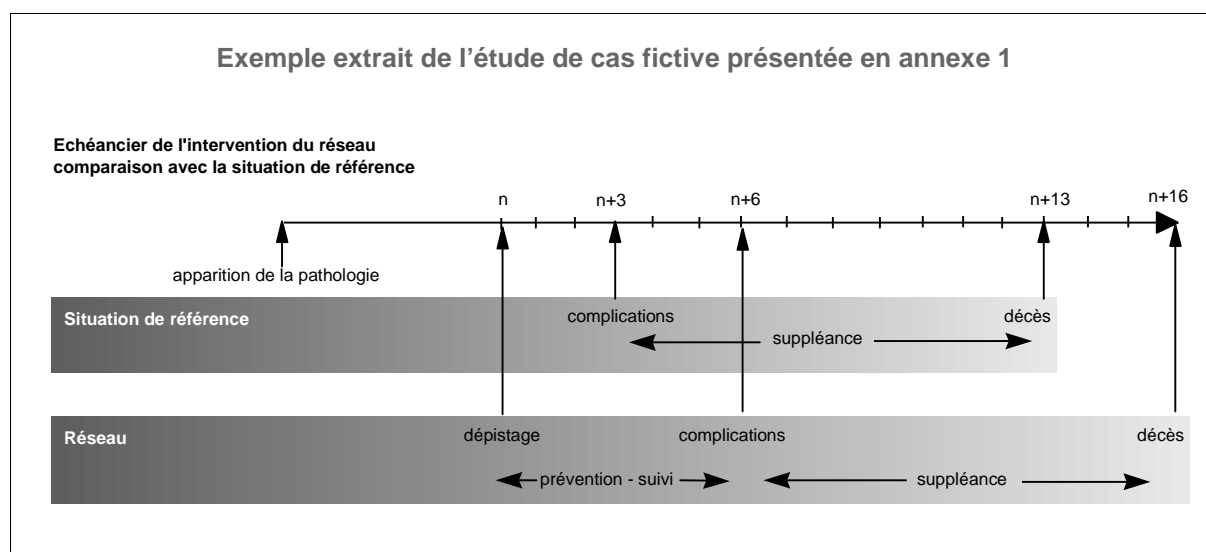 Exemple extrait de l'étude de cas fictive présentée en annexe 1
Echéancier de l'intervention du réseau
comparaison avec la situation de référence
n n+3 n+6 n+13 n+16
apparition de la pathologie
Situation de référence
complications
décès
suppléance
Réseau
dépistage
complications
décès
prévention - suivi
suppléance